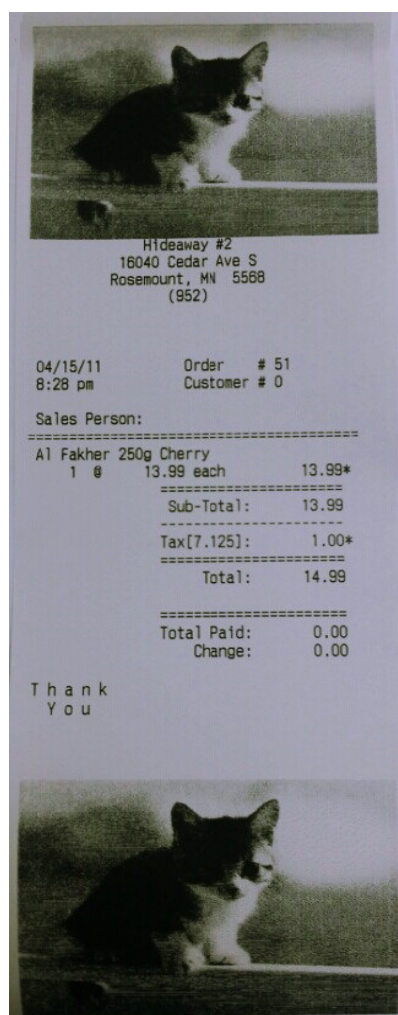 Hideaway #2
16040 Cedar Ave S
Rosemount, MN 5568
(952)
04/15/11 Order # 51
8:28 pm Customer # 0
Sales Person:
==========================================
Al Fakher 250g Cherry
1 @ 13.99 each 13.99*
=======================
Sub-Total: 13.99
-----------------------
Tax[7.125]: 1.00*
=======================
Total: 14.99
=======================
Total Paid: 0.00
Change: 0.00
T h a n k
Y o u